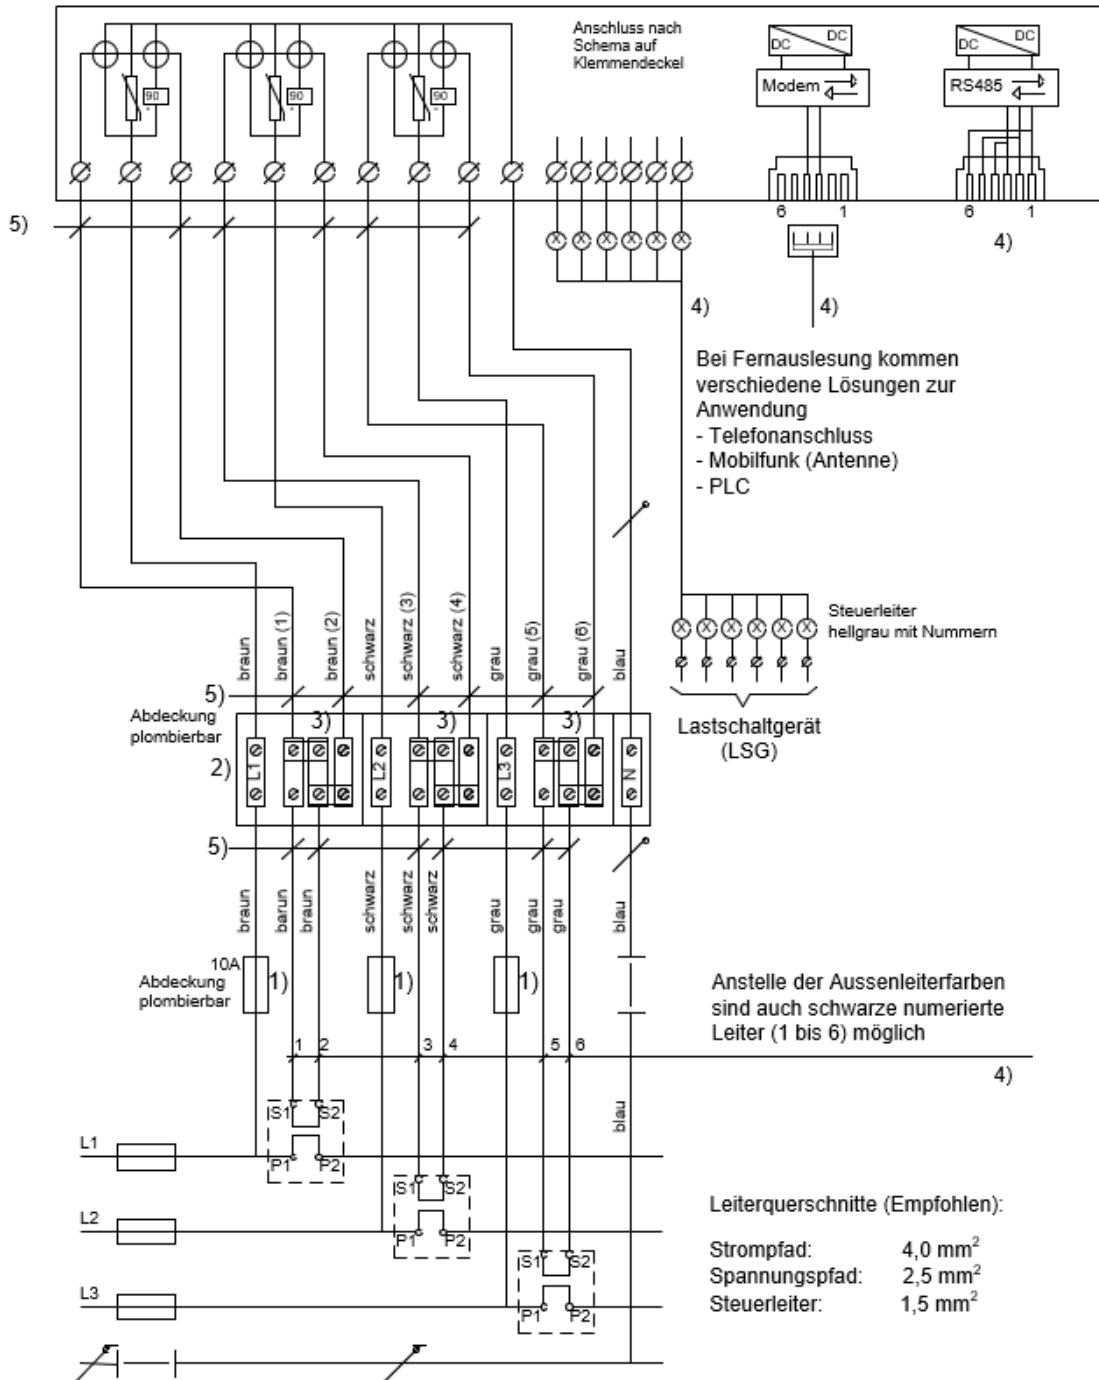 Anschluss nach
Schema auf
Klemmendeckel
DC
DC
DC
DC
Modem
RS485
90
90
90
6
1
6
1
5)
4)
4)
4)
Bei Fernauslesung kommen
verschiedene Lösungen zur
Anwendung
- Telefonanschluss
- Mobilfunk (Antenne)
- PLC
braun
braun (1)
braun (2)
schwarz
schwarz (3)
schwarz (4)
grau
grau (5)
grau (6)
blau
Steuerleiter
hellgrau mit Nummern
Lastschaltgerät
(LSG)
5)
Abdeckung
plombierbar
3)
3)
3)
2)
L1
L2
L3
N
5)
braun
barun
braun
schwarz
schwarz
schwarz
grau
grau
grau
blau
10A
Abdeckung
plombierbar
1)
1)
1)
Anstelle der Aussenleiterfarben
sind auch schwarze numerierte
Leiter (1 bis 6) möglich
1
2
3
4
5
6
4)
blau
S1
S2
L1
P1
P2
S1
S2
L2
P1
P2
S1
S2
L3
P1
P2
Leiterquerschnitte (Empfohlen):
Strompfad: 4,0 mm²
Spannungspfad: 2,5 mm²
Steuerleiter: 1,5 mm²